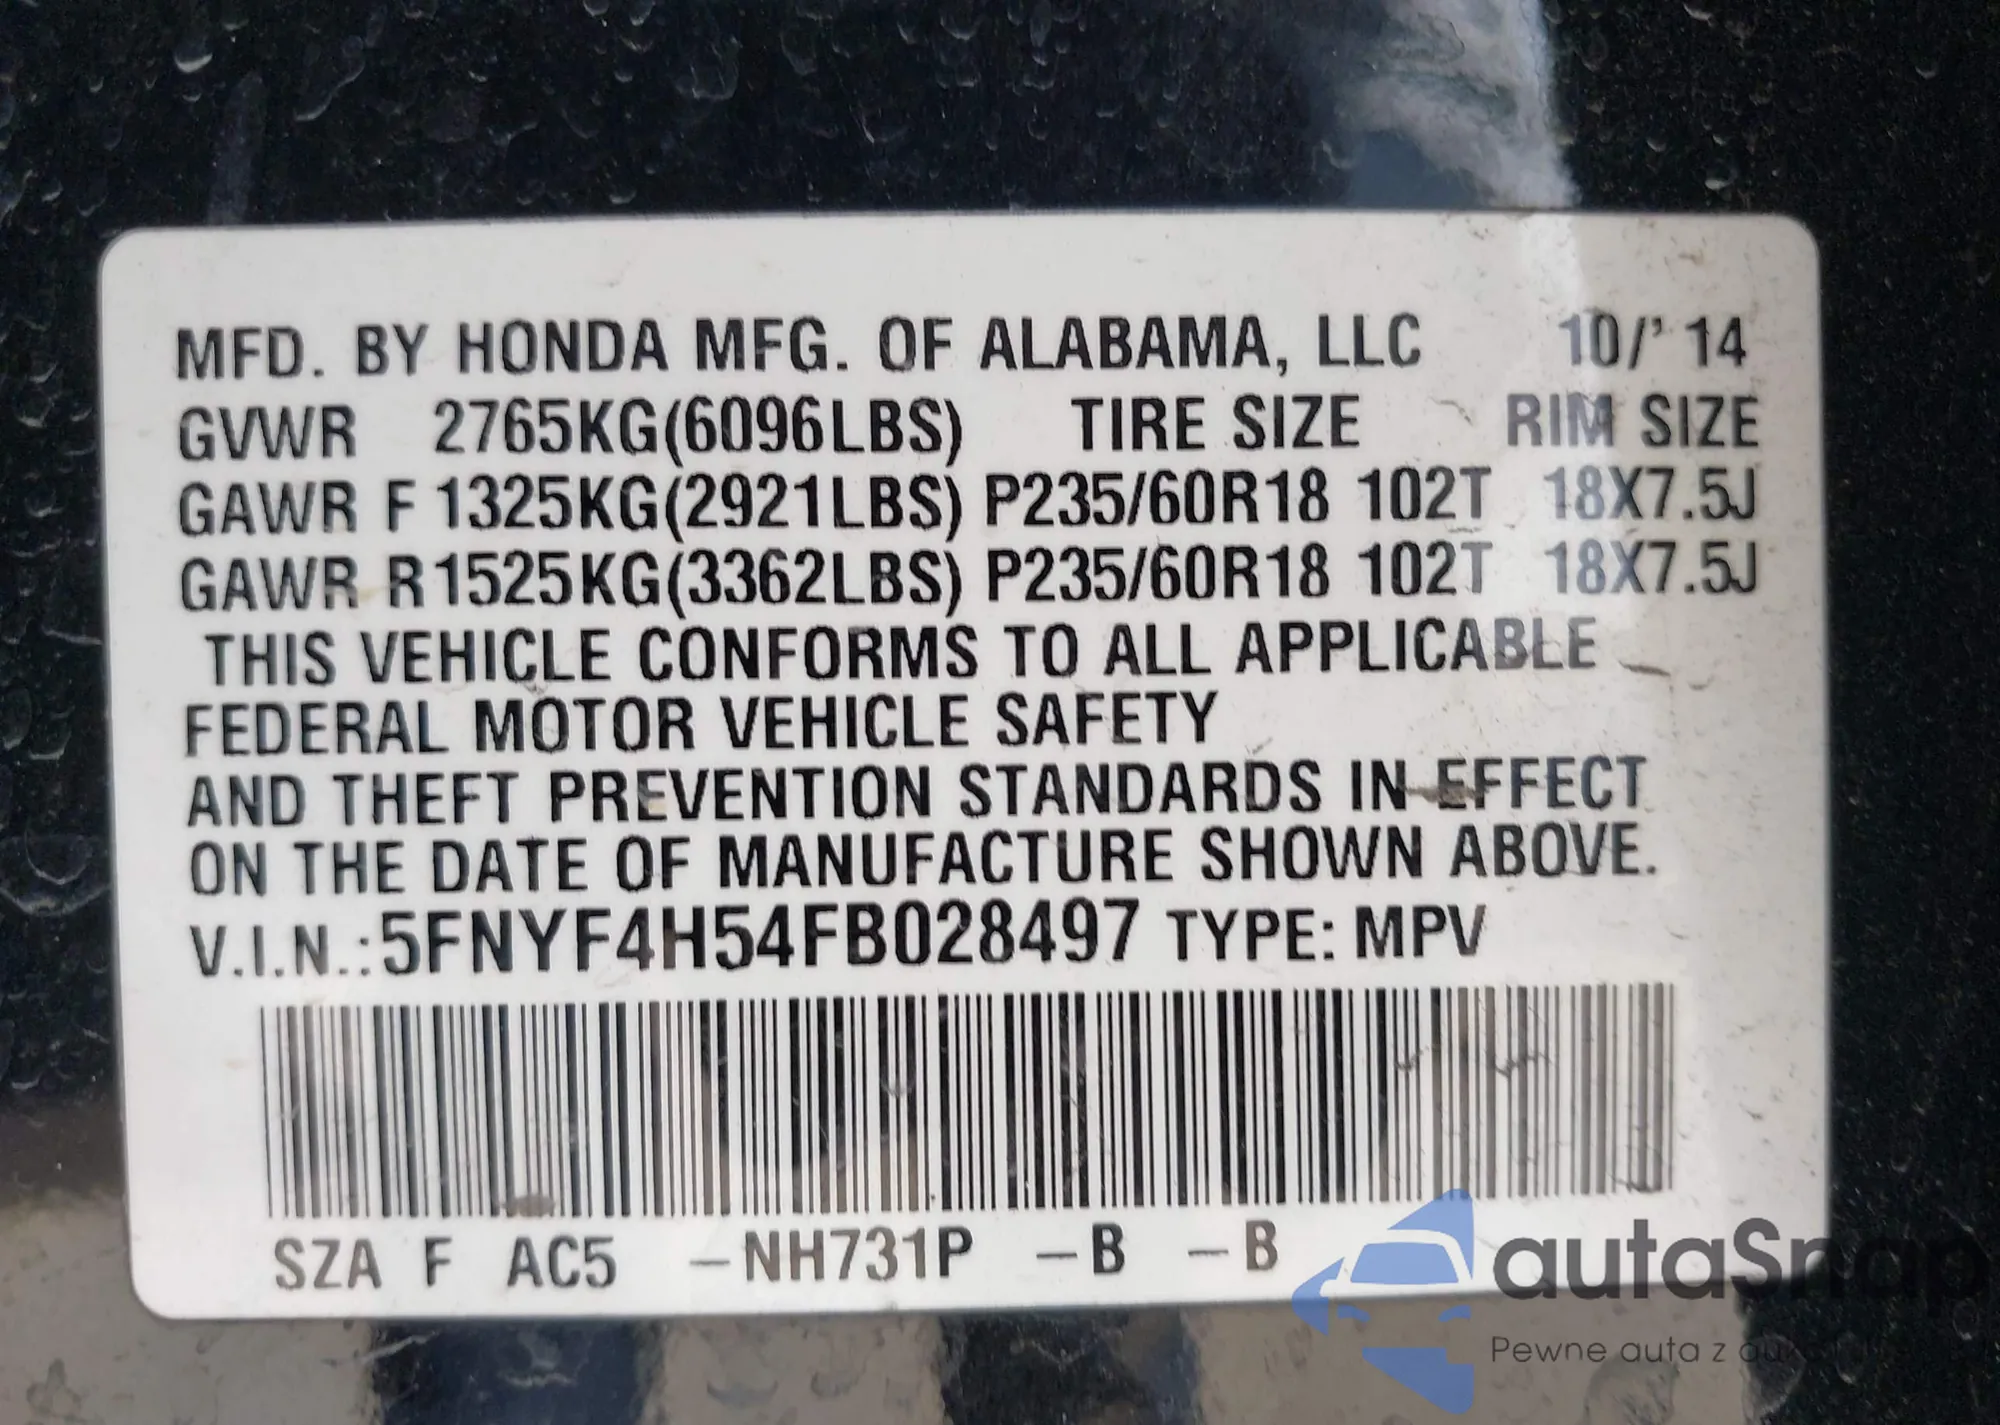 MFD. BY HONDA MFG. OF ALABAMA, LLC 10/' 14
GVWR 2765KG(6096LBS) TIRE SIZE RIM SIZE
GAWR F 1325KG(2921LBS) P235/60R18 102T 18X7.5J
GAWR R1525KG(3362LBS) P235/60R18 102T 18X7.5J
THIS VEHICLE CONFORMS TO ALL APPLICABLE
FEDERAL MOTOR VEHICLE SAFETY
AND THEFT PREVENTION STANDARDS IN EFFECT
ON THE DATE OF MANUFACTURE SHOWN ABOVE.
V.I.N.:5FNYF4H54FB028497 TYPE: MPV
SZA F AC5 –NH731P –B –B
autaSnap
Pewne auta z